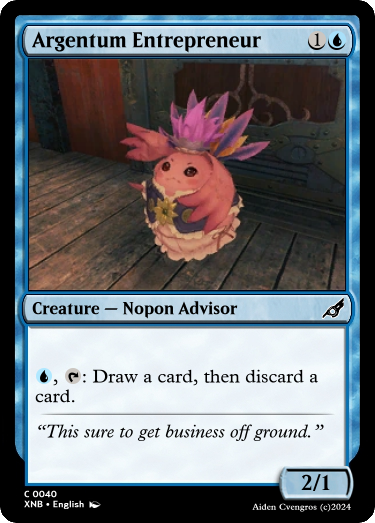 Argentum Entrepreneur 1
Creature — Nopon Advisor
: Draw a card, then discard a
card.
“This sure to get business off ground.”
2/1
C 0040
XNB • English
Aiden Cvengros (c)2024